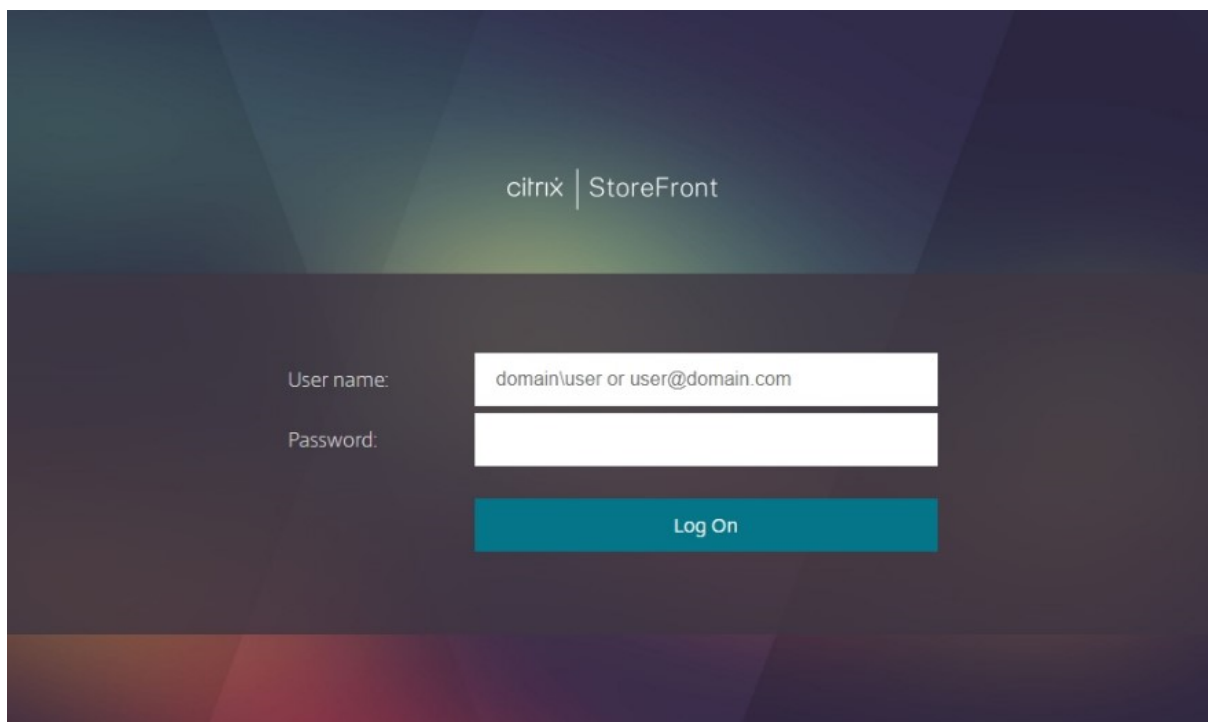 citrix | StoreFront
User name:
domain\user or user@domain.com
Password:
Log On